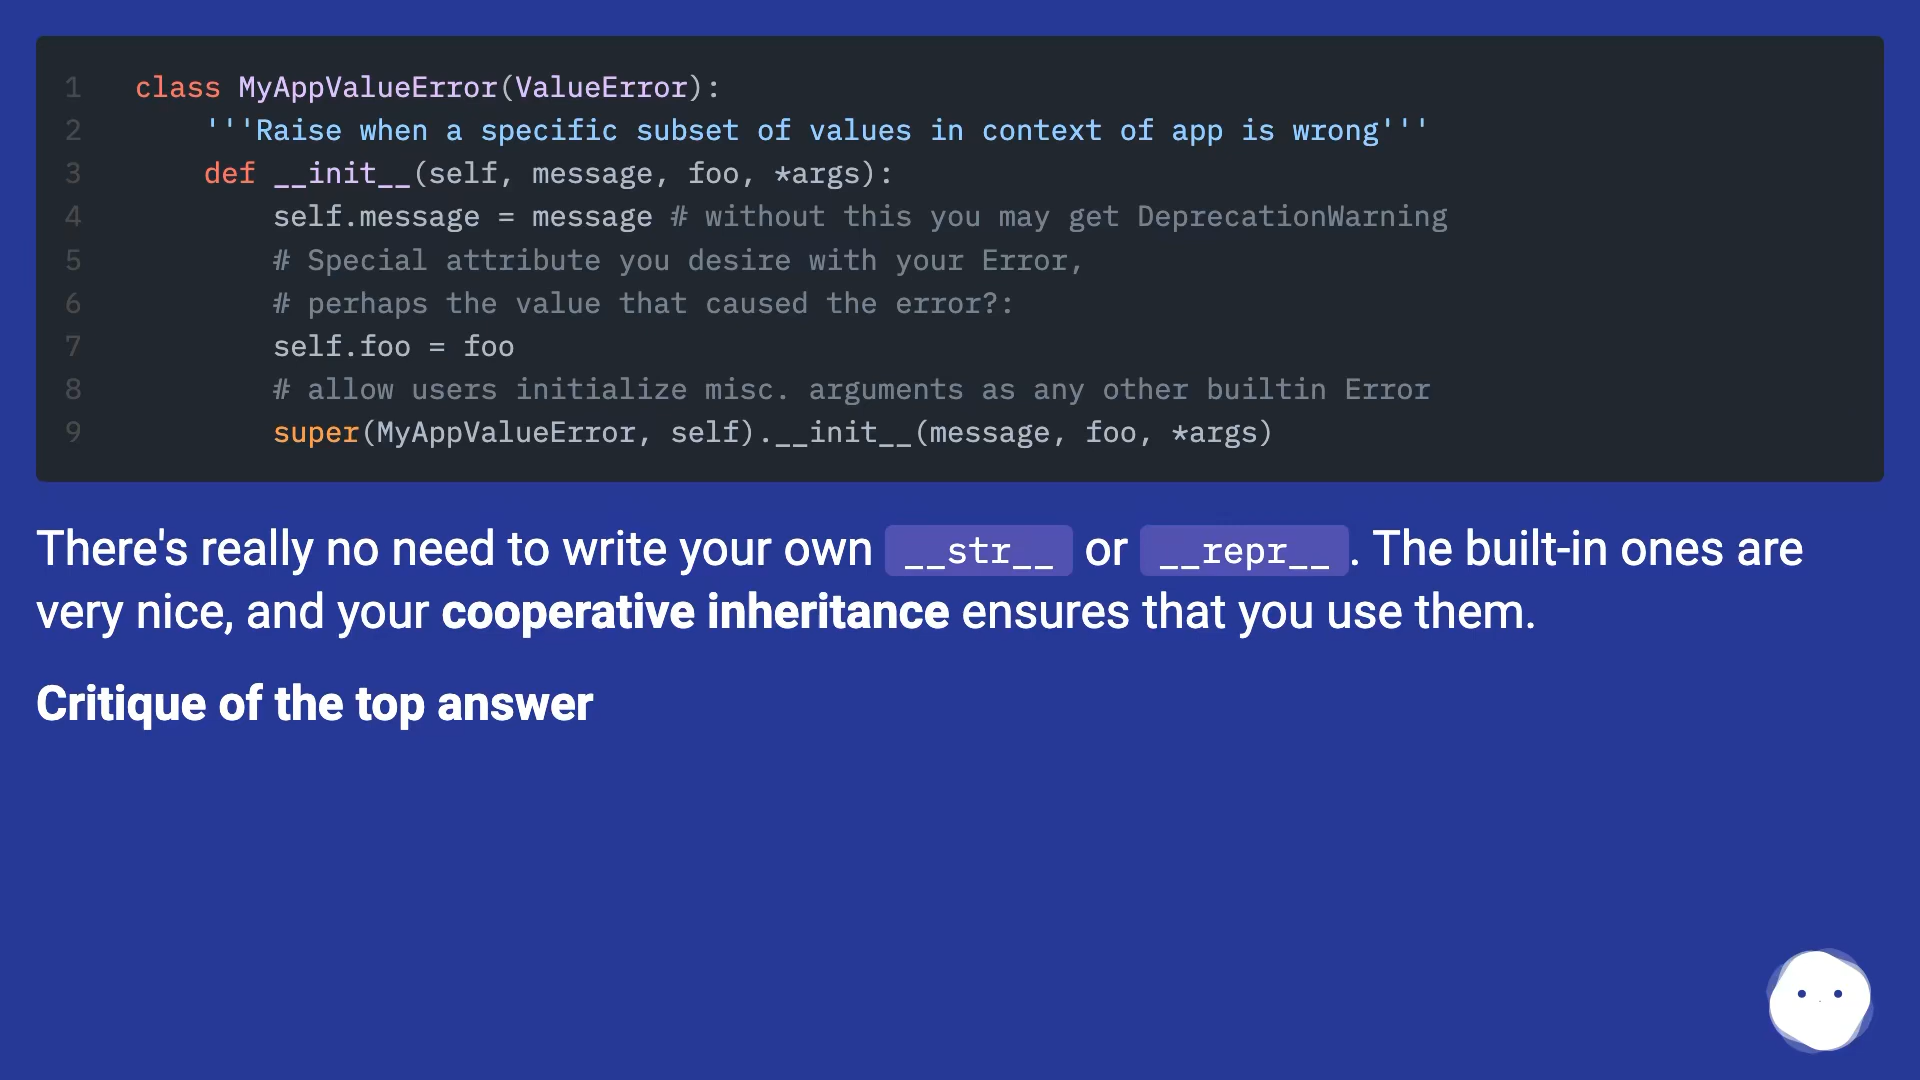 1 class MyAppValueError(ValueError):
2 '''Raise when a specific subset of values in context of app is wrong'''
3 def __init__(self, message, foo, *args):
4 self.message = message # without this you may get DeprecationWarning
5 # Special attribute you desire with your Error,
6 # perhaps the value that caused the error?:
7 self.foo = foo
8 # allow users initialize misc. arguments as any other builtin Error
9 super(MyAppValueError, self).__init__(message, foo, *args)
There's really no need to write your own __str__ or __repr__. The built-in ones are
very nice, and your cooperative inheritance ensures that you use them.
Critique of the top answer